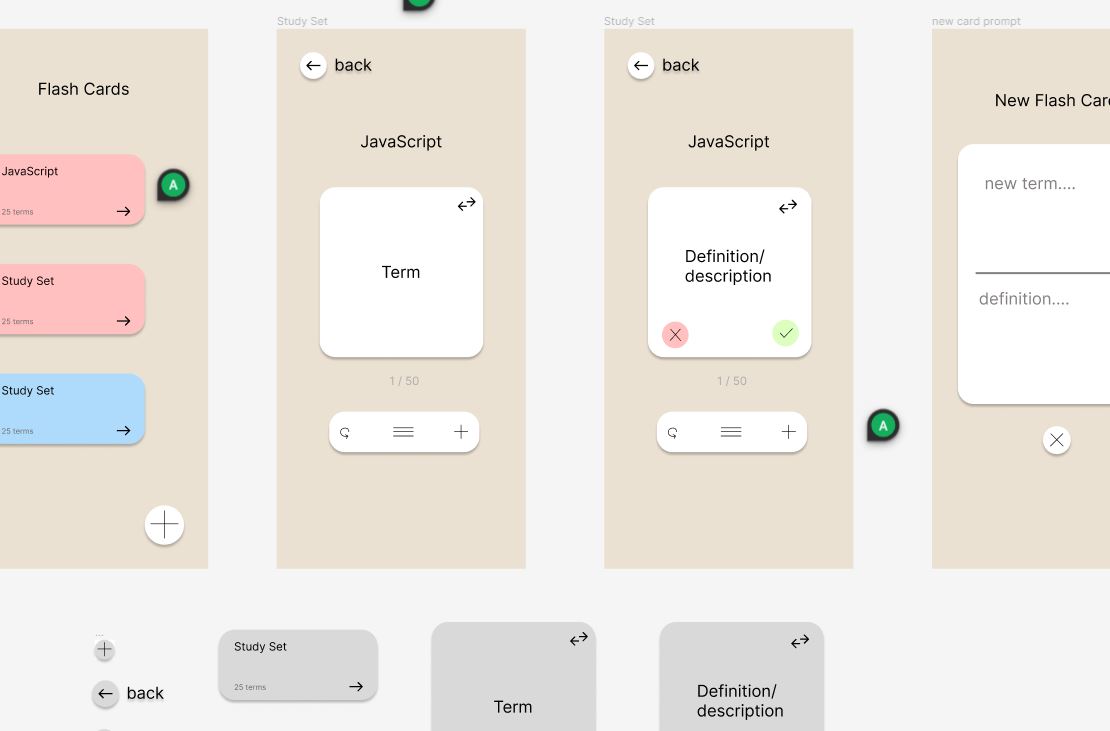 Study Set
Study Set
new card prompt
Flash Cards
JavaScript
25 terms
A
Study Set
25 terms
Study Set
25 terms
back
JavaScript
Term
1 / 50
back
JavaScript
Definition/
description
1 / 50
A
New Flash Car
new term....
definition....
...
back
Study Set
25 terms
Term
Definition/
description